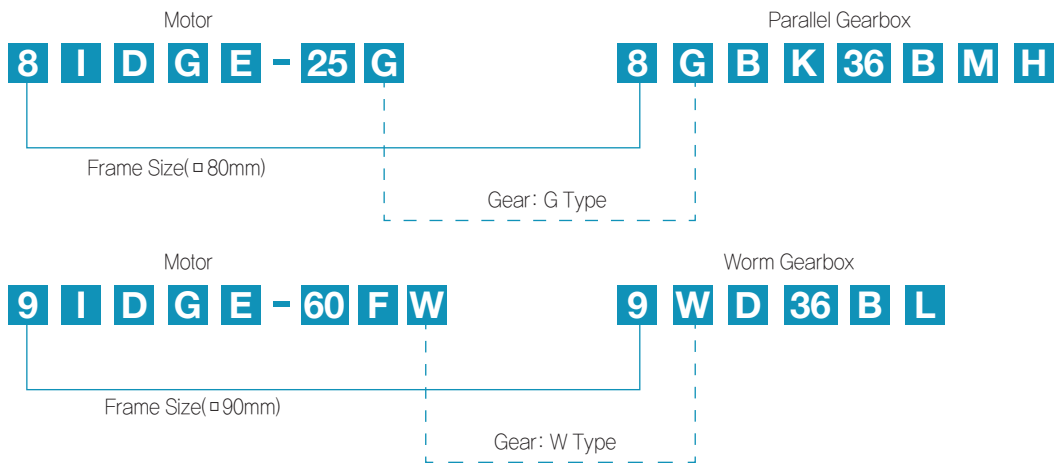 Motor Parallel Gearbox
8 I D G E - 25 G 8 G B K 36 B M H
Frame Size(□80mm)
Gear: G Type
Motor Worm Gearbox
9 I D G E - 60 F W 9 W D 36 B L
Frame Size(□90mm)
Gear: W Type